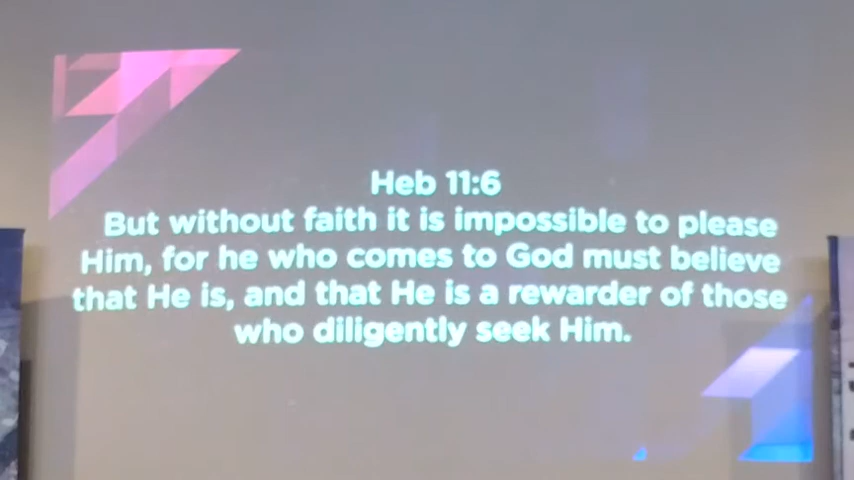 Heb 11:6
But without faith it is impossible to please
Him, for he who comes to God must believe
that He is, and that He is a rewarder of those
who diligently seek Him.